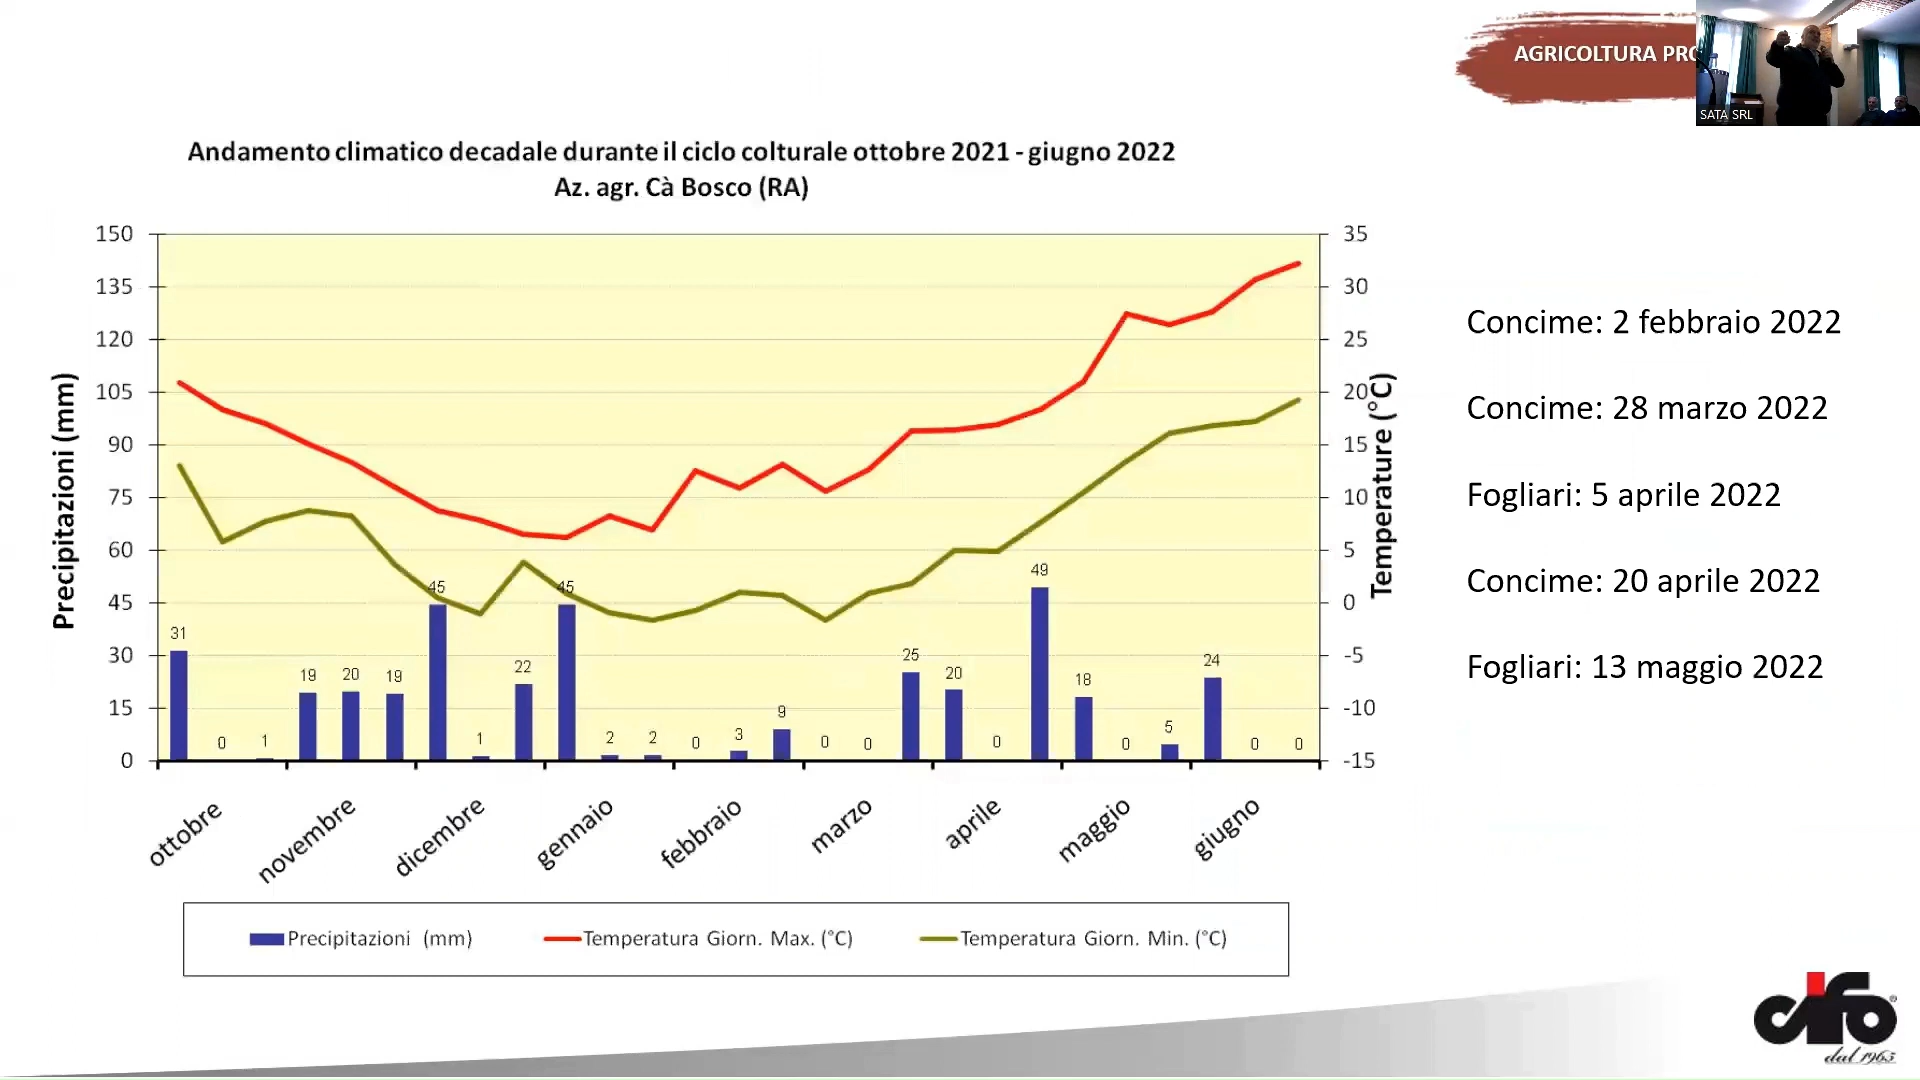 AGRICOLTURA PRO
SATA SRL
Andamento climatico decadale durante il ciclo colturale ottobre 2021 - giugno 2022
Az. agr. Cà Bosco (RA)
Precipitazioni (mm)
150
135
120
105
90
75
60
45
30
15
0
35
30
25
20
15
10
5
0
-5
-10
-15
Temperature (°C)
31
0
1
19
20
19
45
1
22
45
2
2
0
3
9
0
0
25
20
0
49
18
0
5
24
0
0
ottobre
novembre
dicembre
gennaio
febbraio
marzo
aprile
maggio
giugno
Precipitazioni (mm)
Temperatura Giorn. Max. (°C)
Temperatura Giorn. Min. (°C)
Concime: 2 febbraio 2022
Concime: 28 marzo 2022
Fogliari: 5 aprile 2022
Concime: 20 aprile 2022
Fogliari: 13 maggio 2022
cifo®
dal 1965